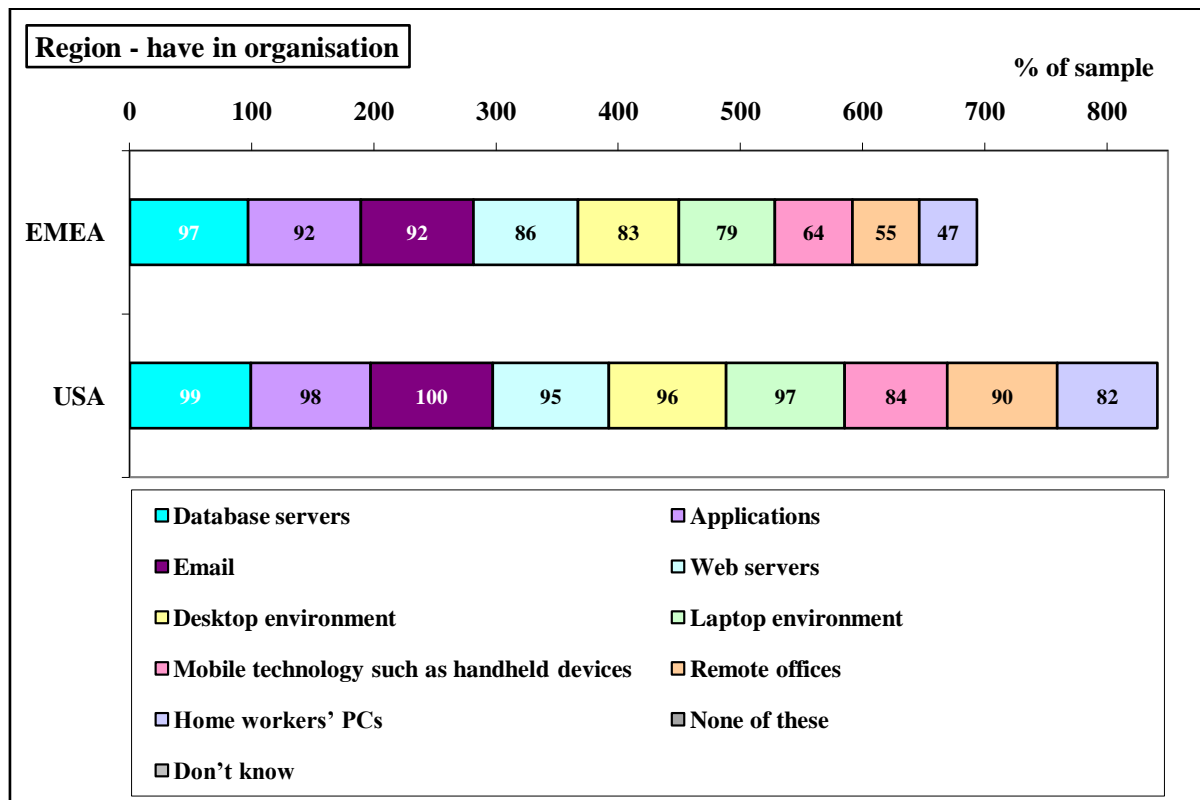 Region - have in organisation
% of sample
0 100 200 300 400 500 600 700 800
EMEA 97 92 92 86 83 79 64 55 47
USA 99 98 100 95 96 97 84 90 82
Database servers Applications
Email Web servers
Desktop environment Laptop environment
Mobile technology such as handheld devices Remote offices
Home workers’ PCs None of these
Don’t know